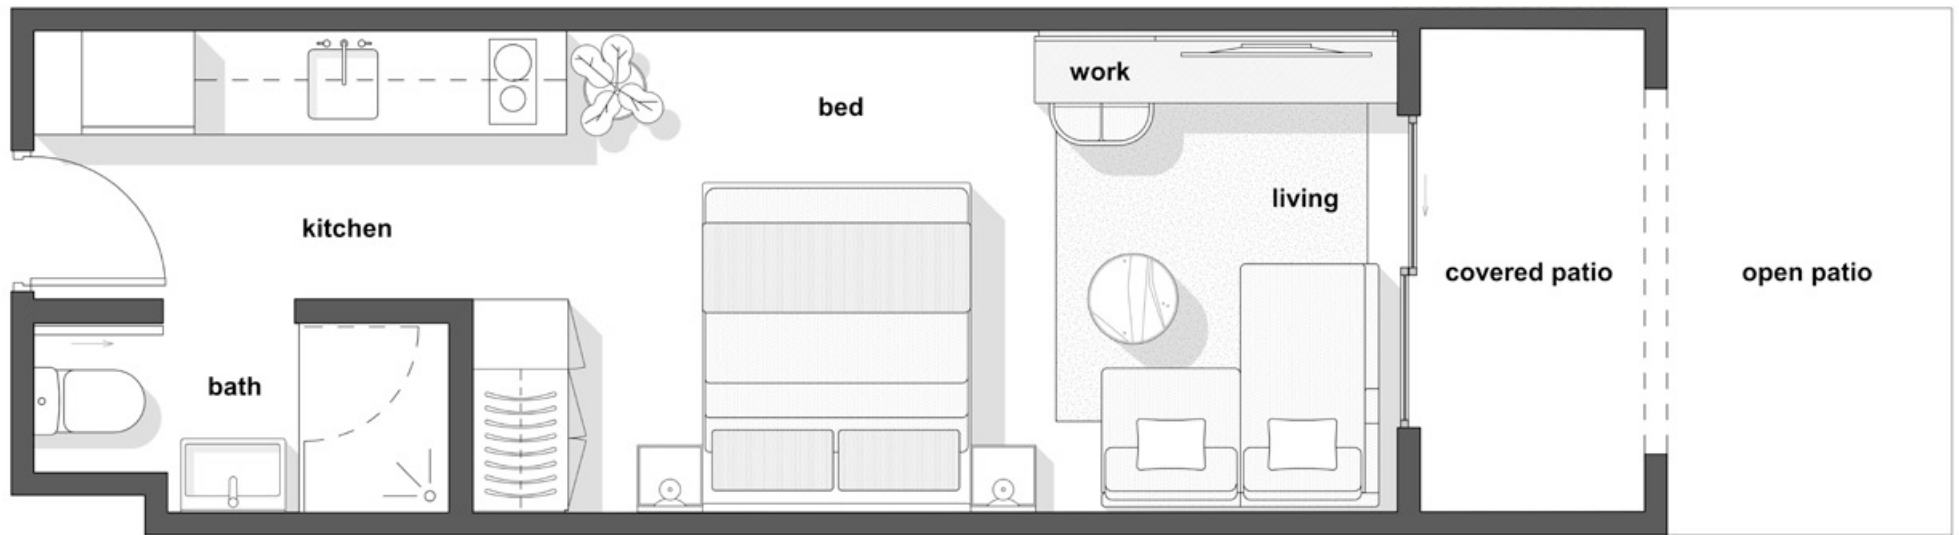 work
bed
living
kitchen
covered patio
open patio
bath